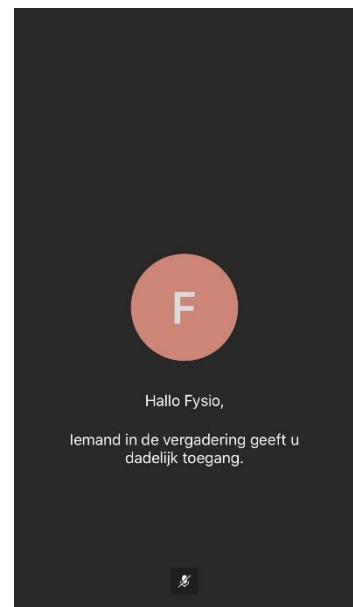 F
Hallo Fysio,
Iemand in de vergadering geeft u
dadelijk toegang.